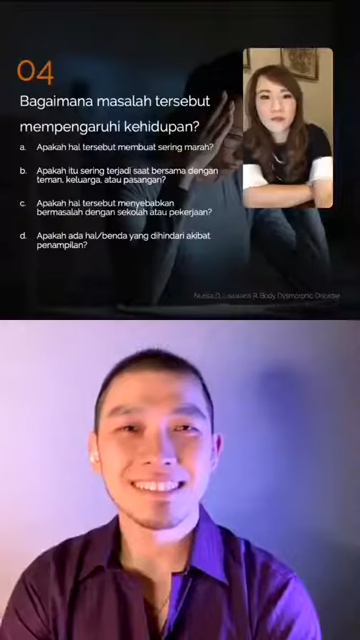 04
Bagaimana masalah tersebut
mempengaruhi kehidupan?
a. Apakah hal tersebut membuat sering marah?
b. Apakah itu sering terjadi saat bersama dengan
teman, keluarga, atau pasangan?
c. Apakah hal tersebut menyebabkan
bermasalah dengan sekolah atau pekerjaan?
d. Apakah ada hal/benda yang dihindari akibat
penampilan?
R. Body Dysmorphic Disorder